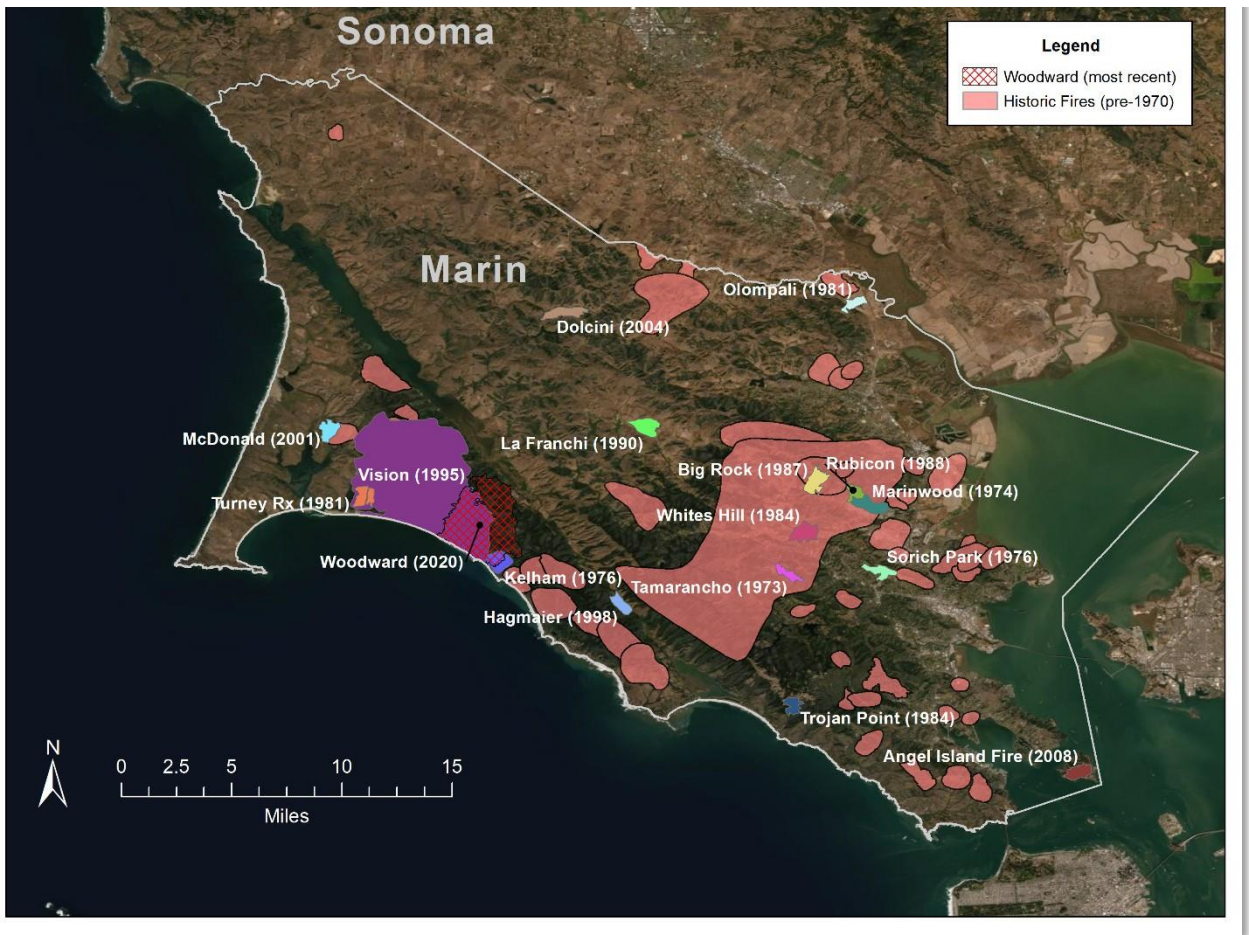 Sonoma
Legend
Woodward (most recent)
Historic Fires (pre-1970)
Marin
Olompali (1981)
Dolcini (2004)
McDonald (2001)
La Franchi (1990)
Vision (1995)
Big Rock (1987)
Rubicon (1988)
Turney Rx (1981)
Marinwood (1974)
Whites Hill (1984)
Woodward (2020)
Sorich Park (1976)
Kelham (1976)
Tamarancho (1973)
Hagmaier (1998)
Trojan Point (1984)
Angel Island Fire (2008)
N
0 2.5 5 10 15
Miles